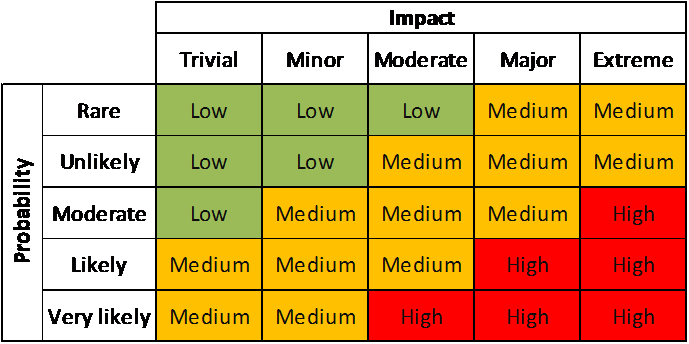 Impact
Trivial Minor Moderate Major Extreme
Probability
Rare Low Low Low Medium Medium
Unlikely Low Low Medium Medium Medium
Moderate Low Medium Medium Medium High
Likely Medium Medium Medium High High
Very likely Medium Medium High High High